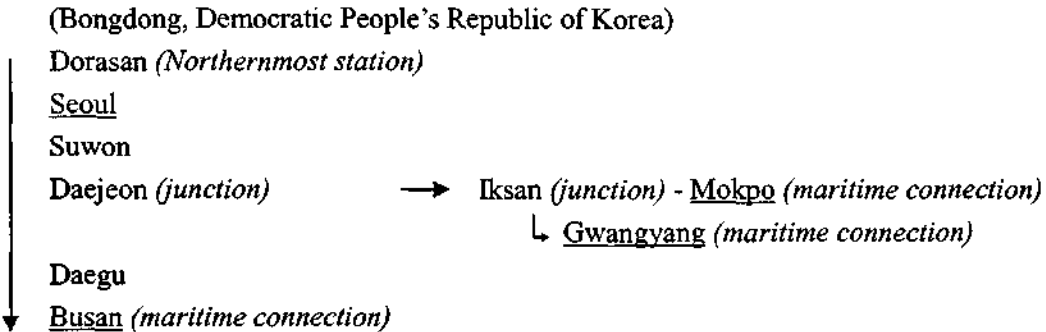 (Bongdong, Democratic People's Republic of Korea)
Dorasan (Northernmost station)
Seoul
Suwon
Daejeon (junction) → Iksan (junction) - Mokpo (maritime connection)
↳ Gwangyang (maritime connection)
Daegu
Busan (maritime connection)